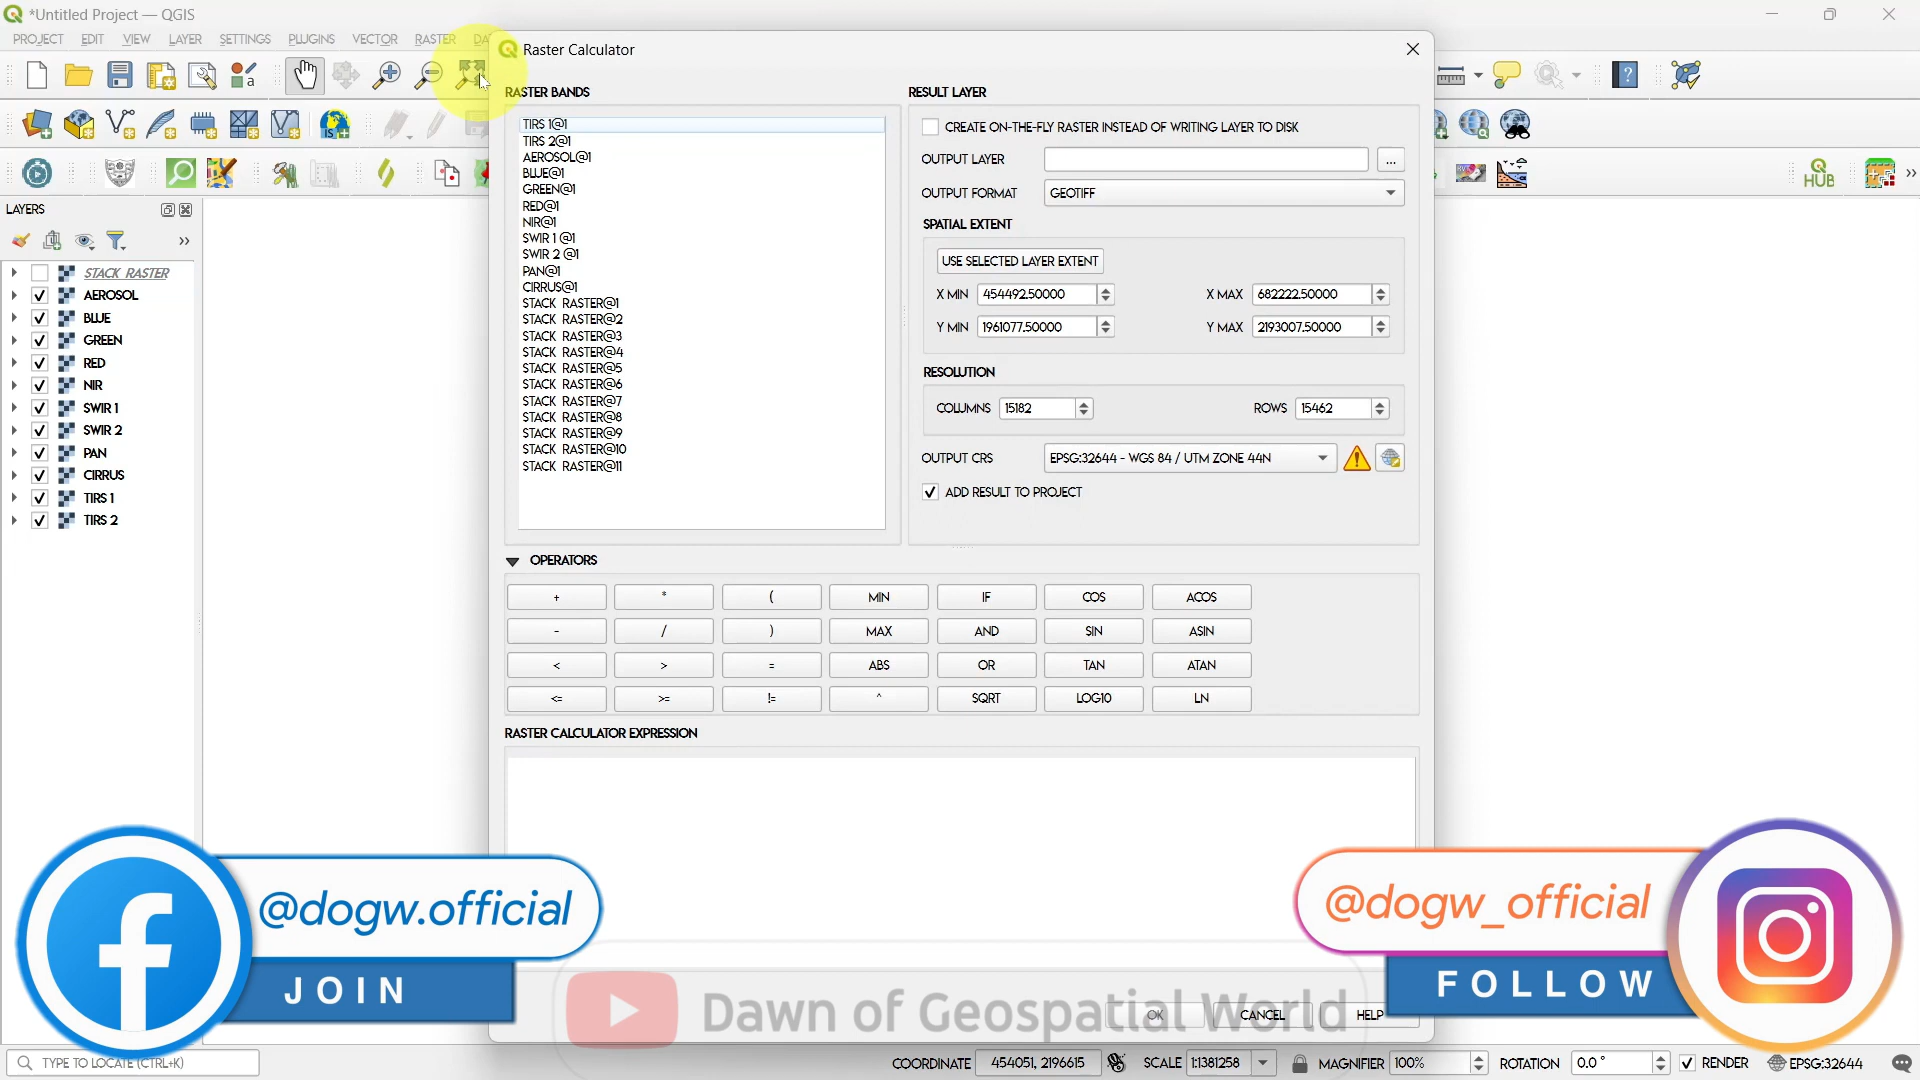 *Untitled Project — QGIS
PROJECT EDIT VIEW LAYER SETTINGS PLUGINS VECTOR RASTER
Raster Calculator
RASTER BANDS
TIRS 1@1
TIRS 2@1
AEROSOL@1
BLUE@1
GREEN@1
RED@1
NIR@1
SWIR 1 @1
SWIR 2 @1
PAN@1
CIRRUS@1
STACK RASTER@1
STACK RASTER@2
STACK RASTER@3
STACK RASTER@4
STACK RASTER@5
STACK RASTER@6
STACK RASTER@7
STACK RASTER@8
STACK RASTER@9
STACK RASTER@10
STACK RASTER@11
RESULT LAYER
CREATE ON-THE-FLY RASTER INSTEAD OF WRITING LAYER TO DISK
OUTPUT LAYER ...
OUTPUT FORMAT GEOTIFF
SPATIAL EXTENT
USE SELECTED LAYER EXTENT
X MIN 454492.50000 X MAX 682222.50000
Y MIN 1961077.50000 Y MAX 2193007.50000
RESOLUTION
COLUMNS 15182 ROWS 15462
OUTPUT CRS EPSG:32644 - WGS 84 / UTM ZONE 44N
ADD RESULT TO PROJECT
HUB
LAYERS
STACK RASTER
AEROSOL
BLUE
GREEN
RED
NIR
SWIR 1
SWIR 2
PAN
CIRRUS
TIRS 1
TIRS 2
OPERATORS
+ * ( MIN IF COS ACOS
- / ) MAX AND SIN ASIN
< > = ABS OR TAN ATAN
<= >= != ^ SQRT LOG10 LN
RASTER CALCULATOR EXPRESSION
@dogw.official
JOIN
@dogw_official
FOLLOW
Dawn of Geospatial World
OK CANCEL HELP
TYPE TO LOCATE (CTRL+K)
COORDINATE 454051, 2196615 SCALE 1:1381258 MAGNIFIER 100% ROTATION 0.0 ° RENDER EPSG:32644